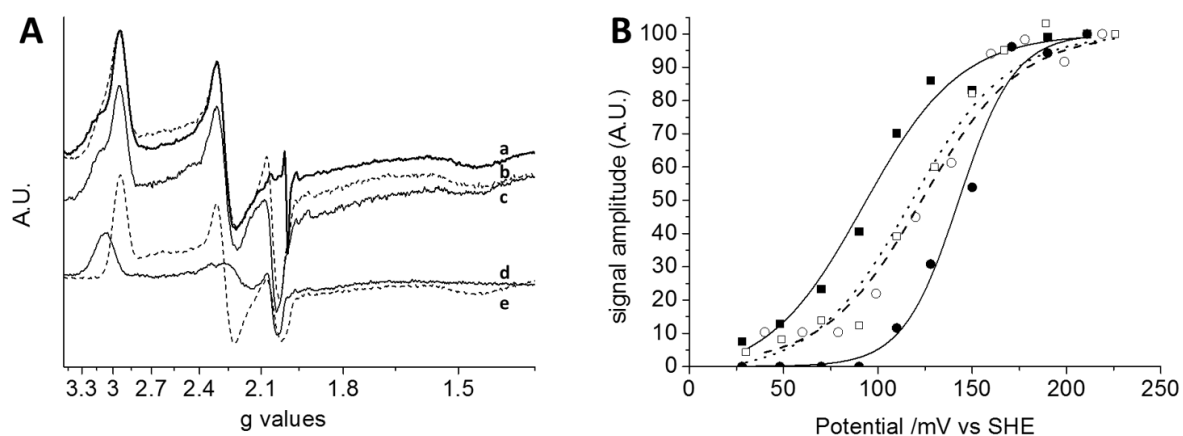 A
A.U.
a
b
c
d
e
3.3 3 2.7 2.4 2.1 1.8 1.5
g values
B
signal amplitude (A.U.)
100
90
80
70
60
50
40
30
20
10
0
0 50 100 150 200 250
Potential /mV vs SHE